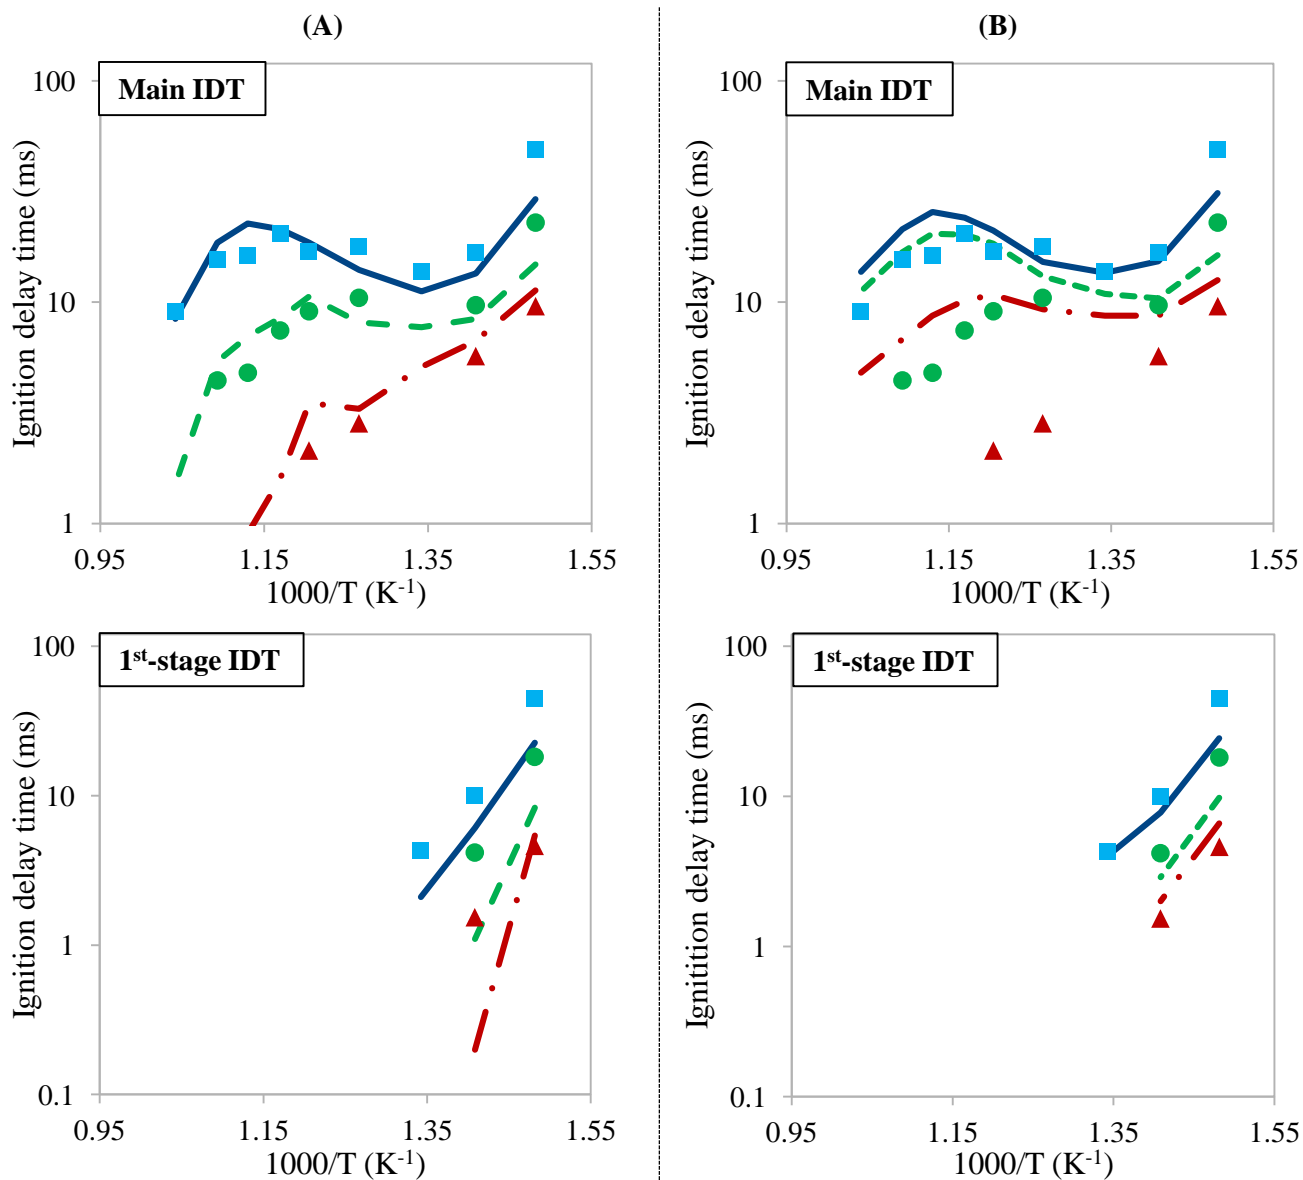 (A)
Main IDT
Ignition delay time (ms)
100
10
1
0.95 1.15 1.35 1.55
1000/T (K⁻¹)
(B)
Main IDT
Ignition delay time (ms)
100
10
1
0.95 1.15 1.35 1.55
1000/T (K⁻¹)
1ˢᵗ-stage IDT
Ignition delay time (ms)
100
10
1
0.1
0.95 1.15 1.35 1.55
1000/T (K⁻¹)
1ˢᵗ-stage IDT
Ignitition delay time (ms)
100
10
1
0.1
0.95 1.15 1.35 1.55
1000/T (K⁻¹)